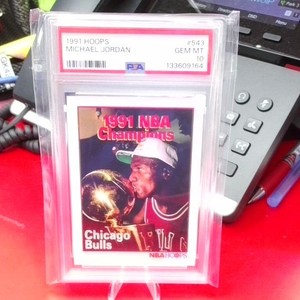 1991 HOOPS #543
MICHAEL JORDAN GEM MT
10
PSA 133609164
1991 NBA
Champions
Chicago
Bulls
NBA HOOPS